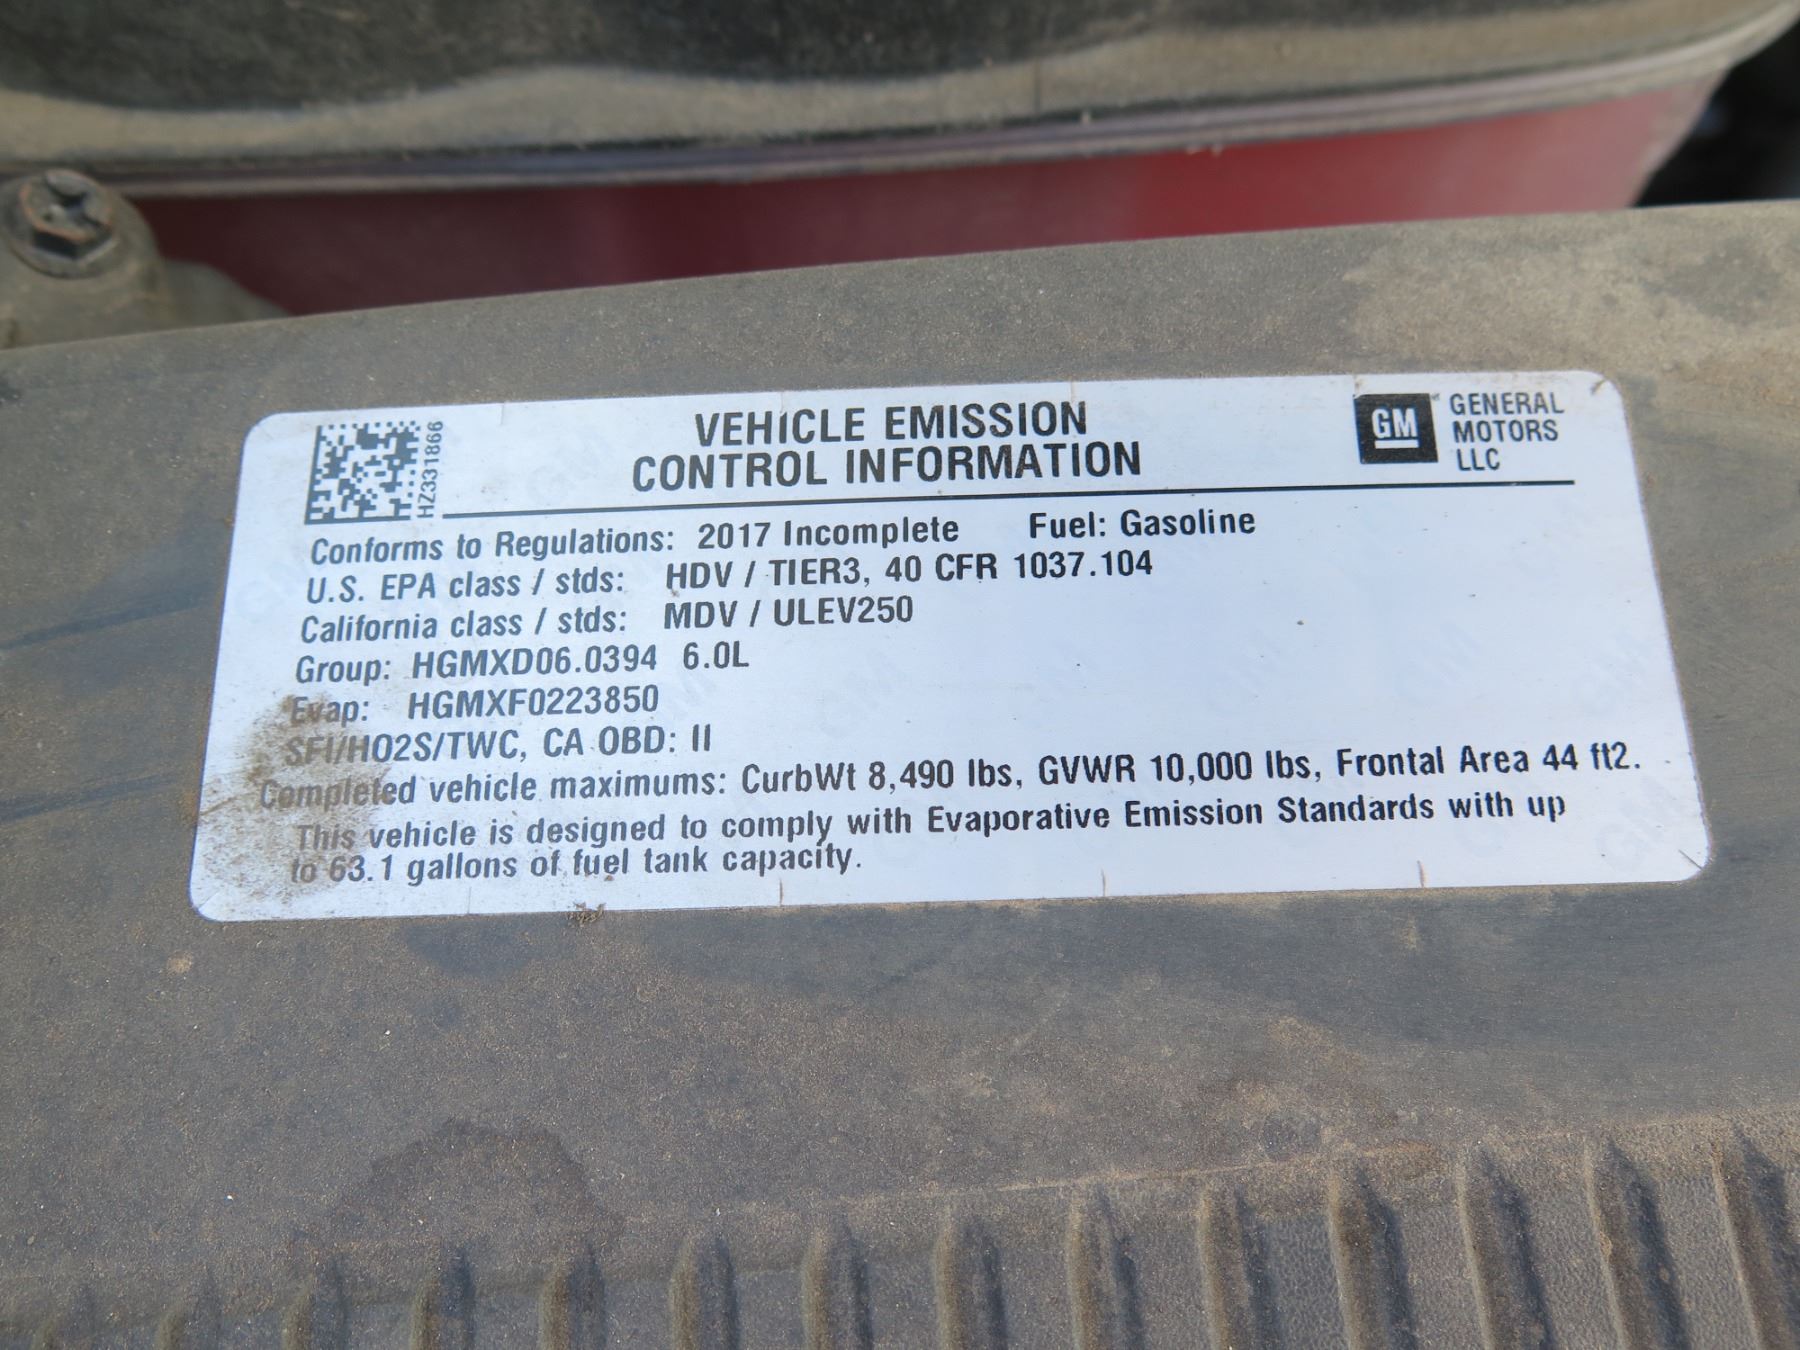 HZ331866
VEHICLE EMISSION
CONTROL INFORMATION
GM
GENERAL
MOTORS
LLC
Conforms to Regulations: 2017 Incomplete Fuel: Gasoline
U.S. EPA class / stds: HDV / TIER3, 40 CFR 1037.104
California class / stds: MDV / ULEV250
Group: HGMXD06.0394 6.0L
Evap: HGMXF0223850
SFI/HO2S/TWC, CA OBD: II
Completed vehicle maximums: CurbWt 8,490 lbs, GVWR 10,000 lbs, Frontal Area 44 ft2.
This vehicle is designed to comply with Evaporative Emission Standards with up
to 63.1 gallons of fuel tank capacity.